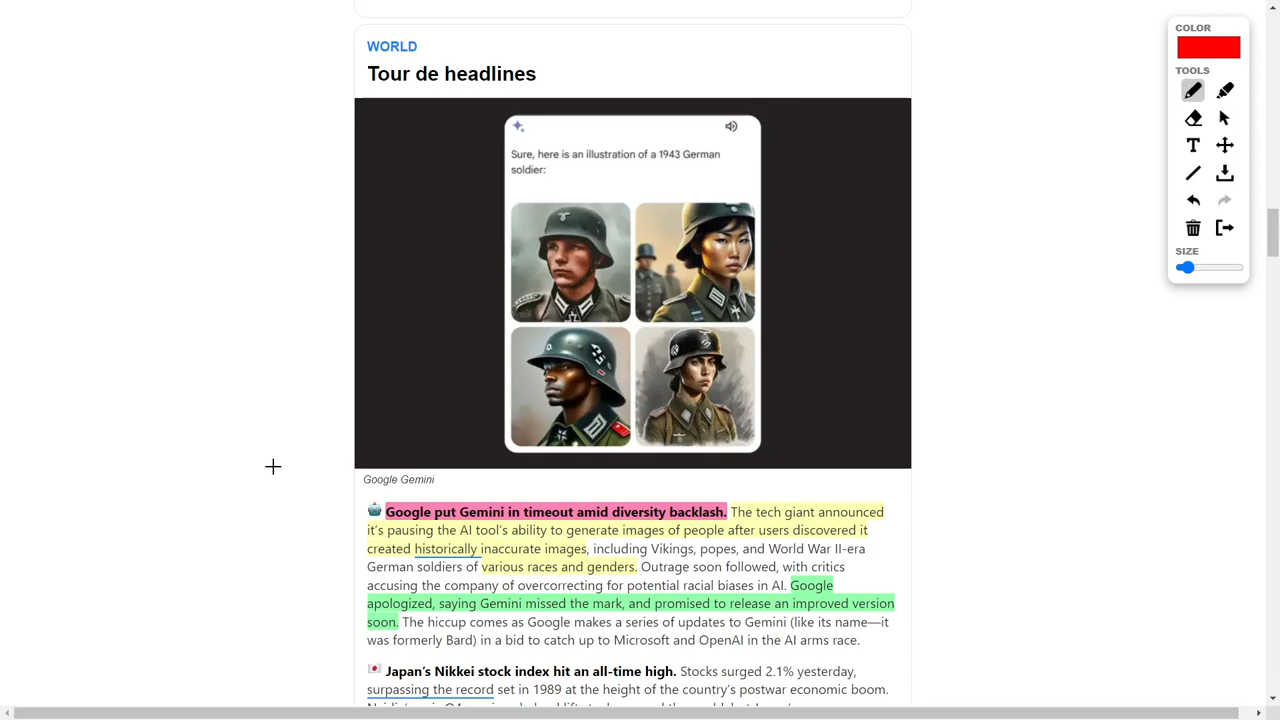 WORLD
Tour de headlines
Sure, here is an illustration of a 1943 German
soldier:
Google Gemini
Google put Gemini in timeout amid diversity backlash. The tech giant announced
it’s pausing the AI tool’s ability to generate images of people after users discovered it
created historically inaccurate images, including Vikings, popes, and World War II-era
German soldiers of various races and genders. Outrage soon followed, with critics
accusing the company of overcorrecting for potential racial biases in AI. Google
apologized, saying Gemini missed the mark, and promised to release an improved version
soon. The hiccup comes as Google makes a series of updates to Gemini (like its name—it
was formerly Bard) in a bid to catch up to Microsoft and OpenAI in the AI arms race.
Japan’s Nikkei stock index hit an all-time high. Stocks surged 2.1% yesterday,
surpassing the record set in 1989 at the height of the country’s postwar economic boom.
COLOR
TOOLS
SIZE